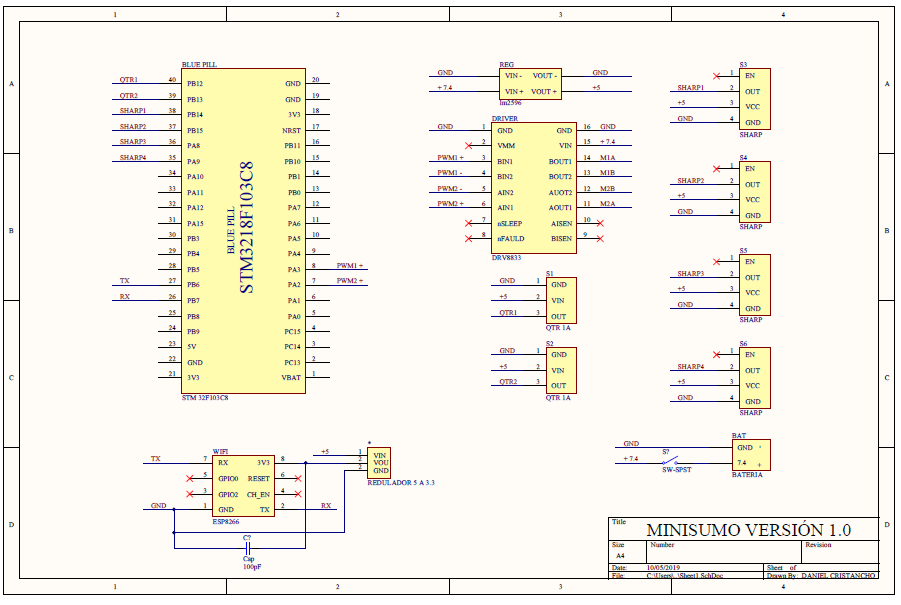 1 2 3 4
A A
B B
C C
D D
1 2 3 4
BLUE PILL
QTR1 40 PB12 GND 20
QTR2 39 PB13 GND 19
SHARP1 38 PB14 3V3 18
SHARP2 37 PB15 NRST 17
SHARP3 36 PA8 PB11 16
SHARP4 35 PA9 PB10 15
34 PA10 PB1 14
33 PA11 PB0 13
32 PA12 PA7 12
31 PA15 PA6 11
30 PB3 PA5 10
29 PB4 PA4 9
28 PB5 PA3 8 PWM1 +
TX 27 PB6 PA2 7 PWM2 +
RX 26 PB7 PA1 6
25 PB8 PA0 5
24 PB9 PC15 4
23 5V PC14 3
22 GND PC13 2
21 3V3 VBAT 1
BLUE PILL
STM3218F103C8
STM 32F103C8
REG
GND VIN - VOUT - GND
+ 7.4 VIN + VOUT + +5
lm2596
DRIVER
GND 1 GND GND 16 GND
2 VMM VIN 15 + 7.4
PWM1 + 3 BIN1 BOUT1 14 M1A
PWM1 - 4 BIN2 BOUT2 13 M1B
PWM2 - 5 AIN2 AUOT2 12 M2B
PWM2 + 6 AIN1 AOUT1 11 M2A
7 nSLEEP AISEN 10
8 nFAULD BISEN 9
DRV8833
S1
GND 1 GND
+5 2 VIN
QTR1 3 OUT
QTR 1A
S2
GND 1 GND
+5 2 VIN
QTR2 3 OUT
QTR 1A
S3
1 EN
SHARP1 2 OUT
+5 3 VCC
GND 4 GND
SHARP
S4
1 EN
SHARP2 2 OUT
+5 3 VCC
GND 4 GND
SHARP
S5
1 EN
SHARP3 2 OUT
+5 3 VCC
GND 4 GND
SHARP
S6
1 EN
SHARP4 2 OUT
+5 3 VCC
GND 4 GND
SHARP
BAT
GND GND -
+ 7.4 S? 7.4 +
SW-SPST
BATERIA
WIFI
TX 7 RX 3V3 8
5 GPIO0 RESET 6
3 GPIO2 CH_EN 4
GND 1 GND TX 2 RX
ESP8266
*
+5 1 VIN
2 VOU
2 GND
REDULADOR 5 A 3.3
C?
Cap
100pF
Title
MINISUMO VERSIÓN 1.0
Size Number Revision
A4
Date: 10/05/2019 Sheet of
File: C:\Users\..\Sheet1.SchDoc Drawn By: DANIEL CRISTANCHO